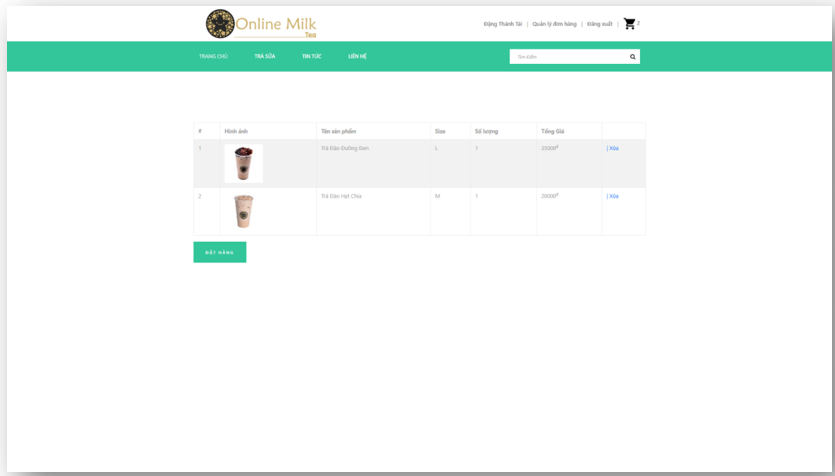 Online Milk
Tea
Đặng Thành Tài | Quản lý đơn hàng | Đăng xuất | 2
TRANG CHỦ TRÀ SỮA TIN TỨC LIÊN HỆ Tìm kiếm
# Hình ảnh Tên sản phẩm Size Số lượng Tổng Giá
1 Trà Đào Đường Đen L 1 | Xóa
2 Trà Đào Hạt Chia M 1 20000đ | Xóa
ĐẶT HÀNG